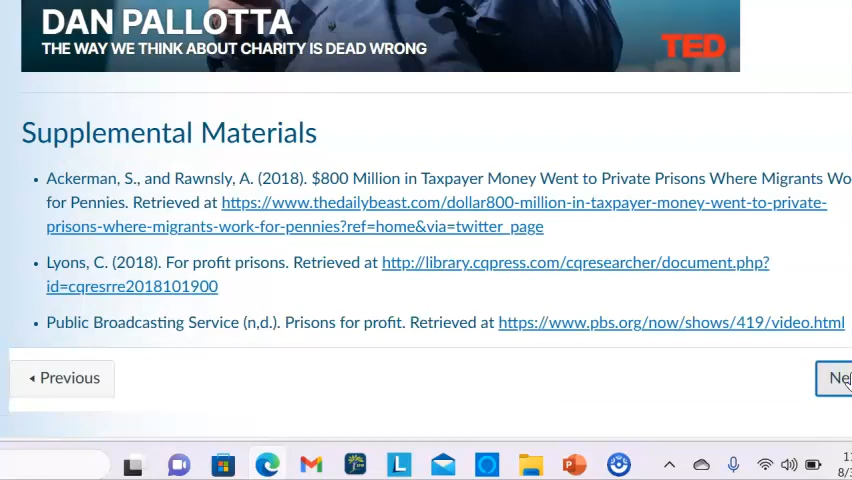 DAN PALLOTTA
THE WAY WE THINK ABOUT CHARITY IS DEAD WRONG
TED
Supplemental Materials
• Ackerman, S., and Rawnsly, A. (2018). $800 Million in Taxpayer Money Went to Private Prisons Where Migrants Wo
for Pennies. Retrieved at https://www.thedailybeast.com/dollar800-million-in-taxpayer-money-went-to-private-
prisons-where-migrants-work-for-pennies?ref=home&via=twitter_page
• Lyons, C. (2018). For profit prisons. Retrieved at http://library.cqpress.com/cqresearcher/document.php?
id=cqresrre2018101900
• Public Broadcasting Service (n,d.). Prisons for profit. Retrieved at https://www.pbs.org/now/shows/419/video.html
Previous
Ne
L
P
8/3